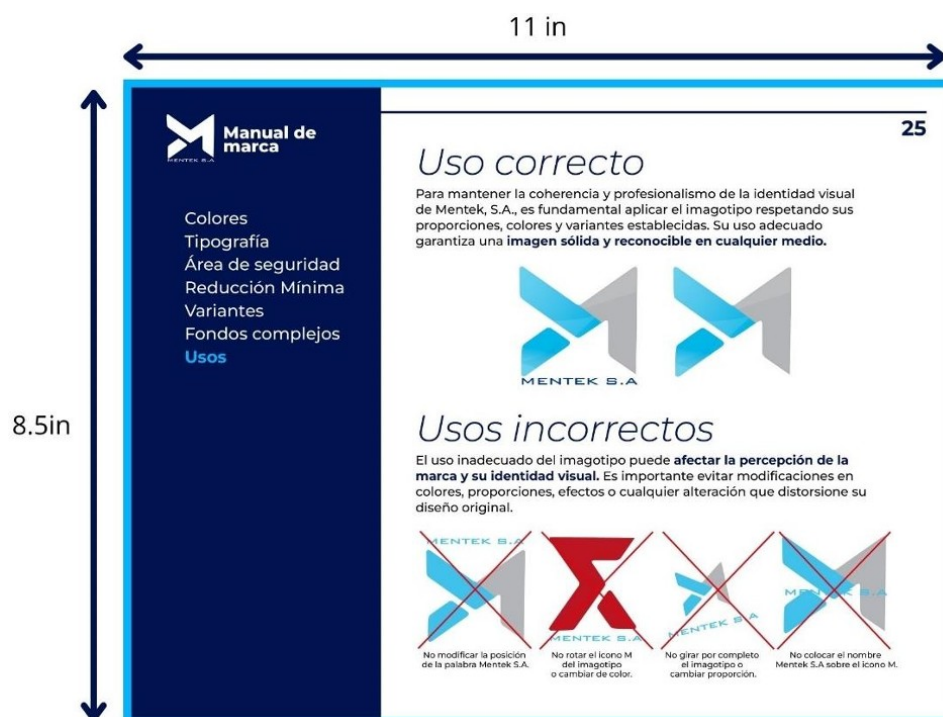 11 in
8.5in
MENTEK S.A
Manual de
marca
Colores
Tipografía
Área de seguridad
Reducción Mínima
Variantes
Fondos complejos
Usos
25
Uso correcto
Para mantener la coherencia y profesionalismo de la identidad visual
de Mentek, S.A., es fundamental aplicar el imagotipo respetando sus
proporciones, colores y variantes establecidas. Su uso adecuado
garantiza una imagen sólida y reconocible en cualquier medio.
MENTEK S.A
Usos incorrectos
El uso inadecuado del imagotipo puede afectar la percepción de la
marca y su identidad visual. Es importante evitar modificaciones en
colores, proporciones, efectos o cualquier alteración que distorsione su
diseño original.
MENTEK S.A
No modificar la posición
de la palabra Mentek S.A.
MENTEK S.A
No rotar el icono M
del imagotipo
o cambiar de color.
MENTEK S.A
No girar por completo
el imagotipo o
cambiar proporción.
MENTEK S.A
No colocar el nombre
Mentek S.A sobre el icono M.